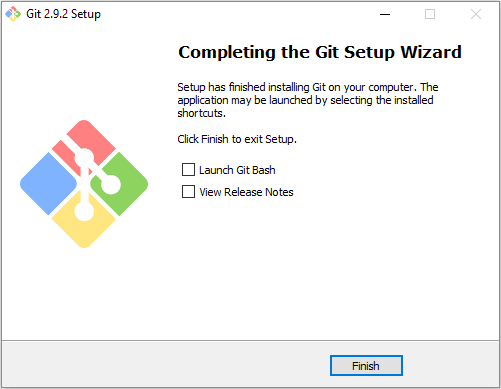 Git 2.9.2 Setup
Completing the Git Setup Wizard
Setup has finished installing Git on your computer. The
application may be launched by selecting the installed
shortcuts.
Click Finish to exit Setup.
Launch Git Bash
View Release Notes
Finish